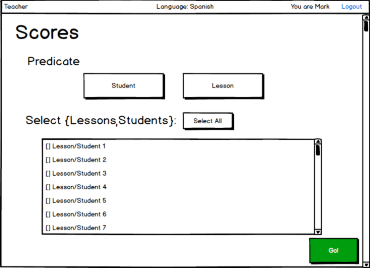 Teacher Language: Spanish You are Mark Logout
Scores
Predicate
Student Lesson
Select {Lessons,Students}: Select All
[] Lesson/Student 1
[] Lesson/Student 2
[] Lesson/Student 3
[] Lesson/Student 4
[] Lesson/Student 5
[] Lesson/Student 6
[] Lesson/Student 7
Go!